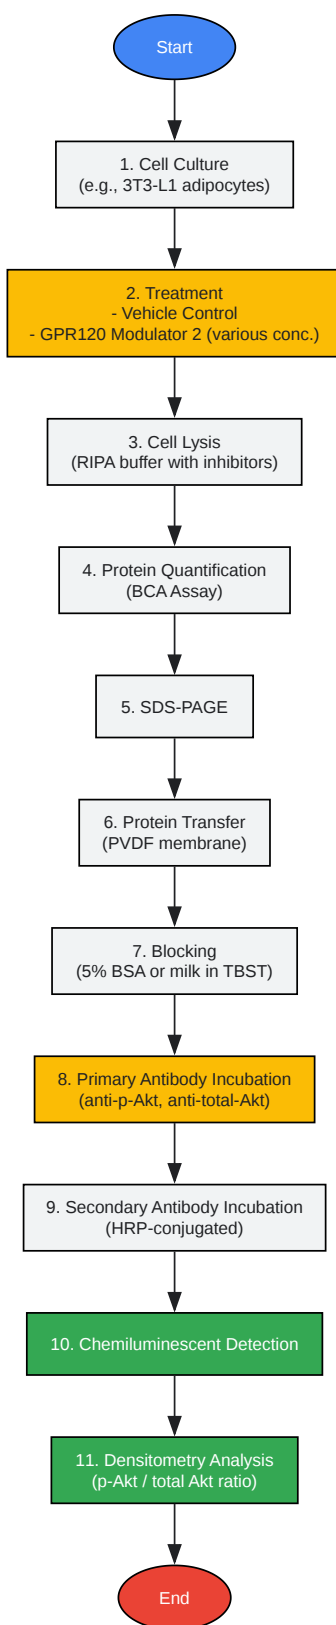 Start
1. Cell Culture
(e.g., 3T3-L1 adipocytes)
2. Treatment
- Vehicle Control
- GPR120 Modulator 2 (various conc.)
3. Cell Lysis
(RIPA buffer with inhibitors)
4. Protein Quantification
(BCA Assay)
5. SDS-PAGE
6. Protein Transfer
(PVDF membrane)
7. Blocking
(5% BSA or milk in TBST)
8. Primary Antibody Incubation
(anti-p-Akt, anti-total-Akt)
9. Secondary Antibody Incubation
(HRP-conjugated)
10. Chemiluminescent Detection
11. Densitometry Analysis
(p-Akt / total Akt ratio)
End